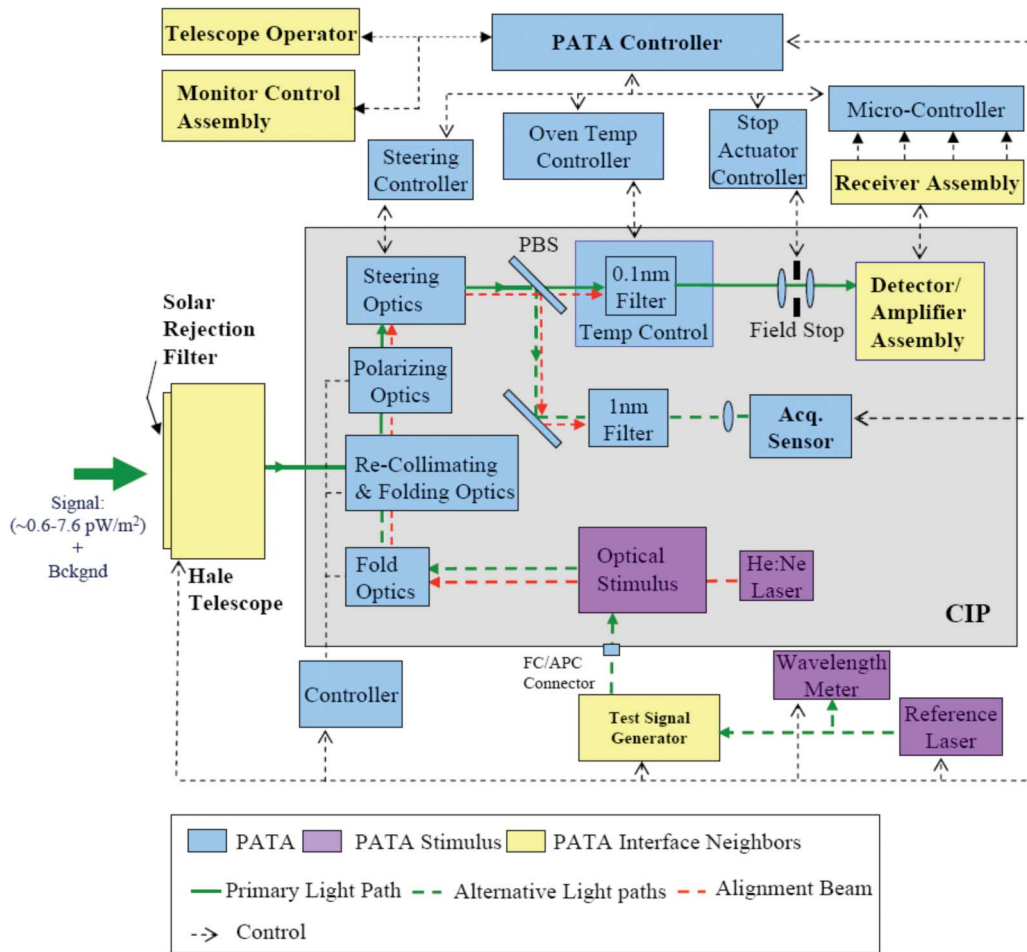 Telescope Operator
PATA Controller
Monitor Control
Assembly
Micro-Controller
Oven Temp
Controller
Stop
Actuator
Controller
Steering
Controller
Receiver Assembly
PBS
Steering
Optics
0.1nm
Filter
Temp Control
Field Stop
Detector/
Amplifier
Assembly
Solar
Rejection
Filter
Polarizing
Optics
1nm
Filter
Acq.
Sensor
Re-Collimating
& Folding Optics
Signal:
(~0.6-7.6 pW/m²)
+
Bckgnd
Hale
Telescope
Fold
Optics
Optical
Stimulus
He:Ne
Laser
CIP
FC/APC
Connector
Wavelength
Meter
Controller
Test Signal
Generator
Reference
Laser
PATA
PATA Stimulus
PATA Interface Neighbors
Primary Light Path
Alternative Light paths
Alignment Beam
Control